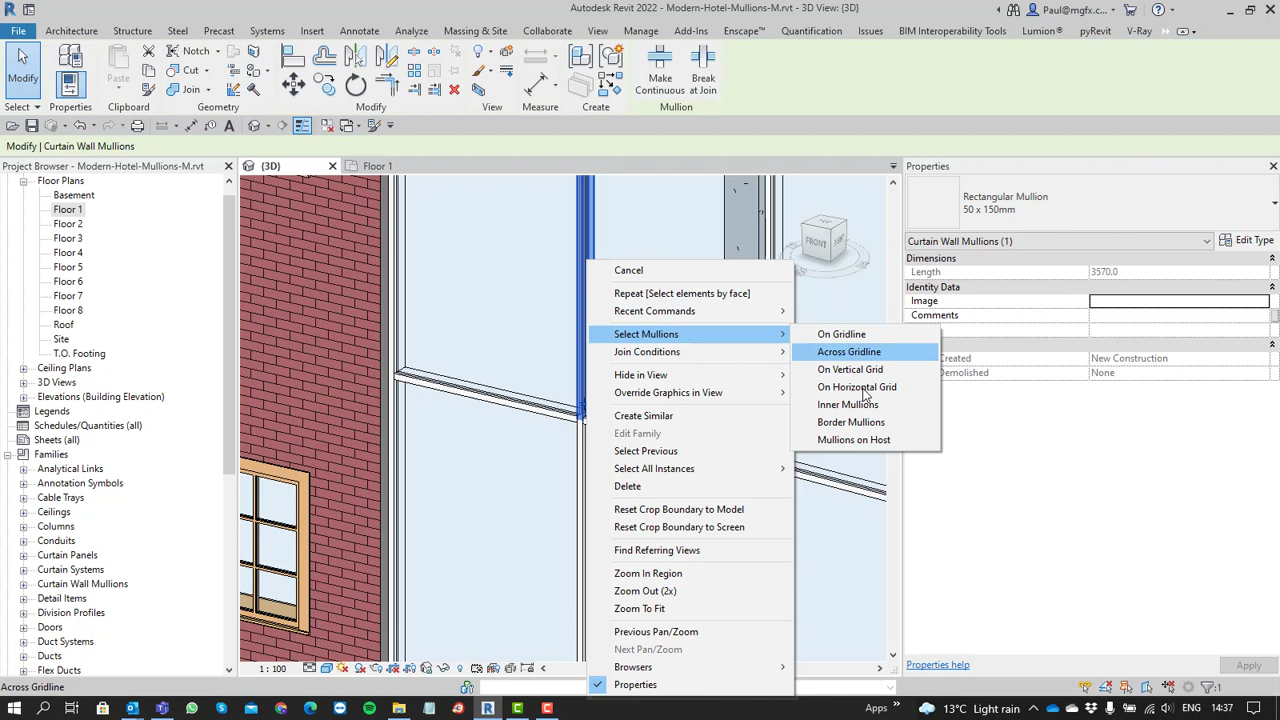 Autodesk Revit 2022 - Modern-Hotel-Mullions-M.rvt - 3D View: {3D}
Paul@mgfx.c...
File Architecture Structure Steel Precast Systems Insert Annotate Analyze Massing & Site Collaborate View Manage Add-Ins Enscape™ Quantification Issues BIM Interoperability Tools Lumion® pyRevit V-Ray
Modify
Paste
Notch
Cut
Join
Make Continuous
Break at Join
Select Properties Clipboard Geometry Modify View Measure Create Mullion
Modify | Curtain Wall Mullions
Project Browser - Modern-Hotel-Mullions-M.rvt
Floor Plans
Basement
Floor 1
Floor 2
Floor 3
Floor 4
Floor 5
Floor 6
Floor 7
Floor 8
Roof
Site
T.O. Footing
Ceiling Plans
3D Views
Elevations (Building Elevation)
Legends
Schedules/Quantities (all)
Sheets (all)
Families
Analytical Links
Annotation Symbols
Cable Trays
Ceilings
Columns
Conduits
Curtain Panels
Curtain Systems
Curtain Wall Mullions
Detail Items
Division Profiles
Doors
Duct Systems
Ducts
Flex Ducts
{3D}
Floor 1
FRONT
Cancel
Repeat [Select elements by face]
Recent Commands
Select Mullions
Join Conditions
Hide in View
Override Graphics in View
Create Similar
Edit Family
Select Previous
Select All Instances
Delete
Reset Crop Boundary to Model
Reset Crop Boundary to Screen
Find Referring Views
Zoom In Region
Zoom Out (2x)
Zoom To Fit
Previous Pan/Zoom
Next Pan/Zoom
Browsers
Properties
On Gridline
Across Gridline
On Vertical Grid
On Horizontal Grid
Inner Mullions
Border Mullions
Mullions on Host
Properties
Rectangular Mullion
50 x 150mm
Curtain Wall Mullions (1)
Edit Type
Dimensions
Length 3570.0
Identity Data
Image
Comments
Created New Construction
Demolished None
Properties help
Apply
1 : 100
Across Gridline
:1
Apps
13°C Light rain
ENG
14:37